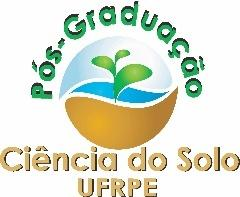 Pós-Graduação
Ciência do Solo
UFRPE